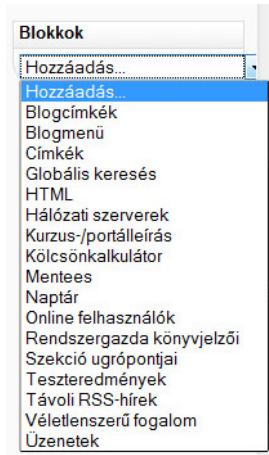 Blokkok
Hozzáadás...
Hozzáadás...
Blogcímkék
Blogmenü
Címkék
Globális keresés
HTML
Hálózati szerverek
Kurzus-/portálleírás
Kölcsönkalkulátor
Mentees
Naptár
Online felhasználók
Rendszergazda könyvjelzői
Szekció ugrópontjai
Teszteredmények
Távoli RSS-hírek
Véletlenszerű fogalom
Üzenetek